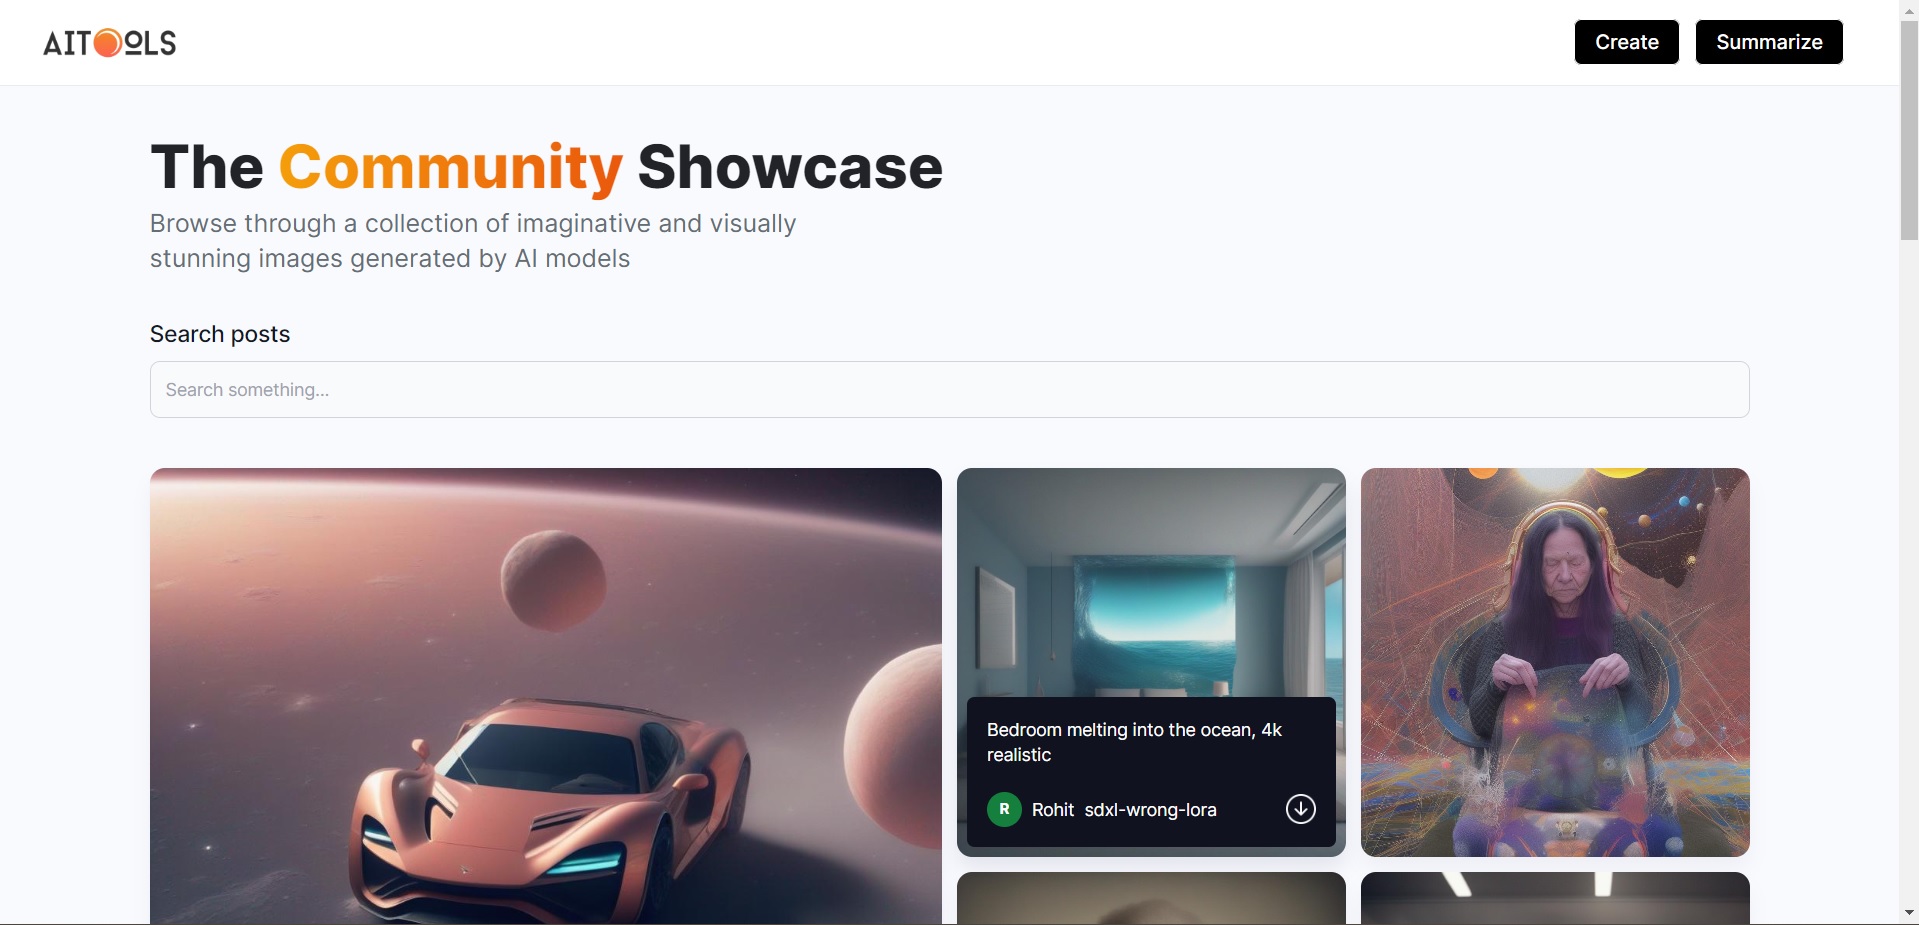 AITOOLS
Create
Summarize
The Community Showcase
Browse through a collection of imaginative and visually
stunning images generated by AI models
Search posts
Search something...
Bedroom melting into the ocean, 4k
realistic
R
Rohit sdxl-wrong-lora